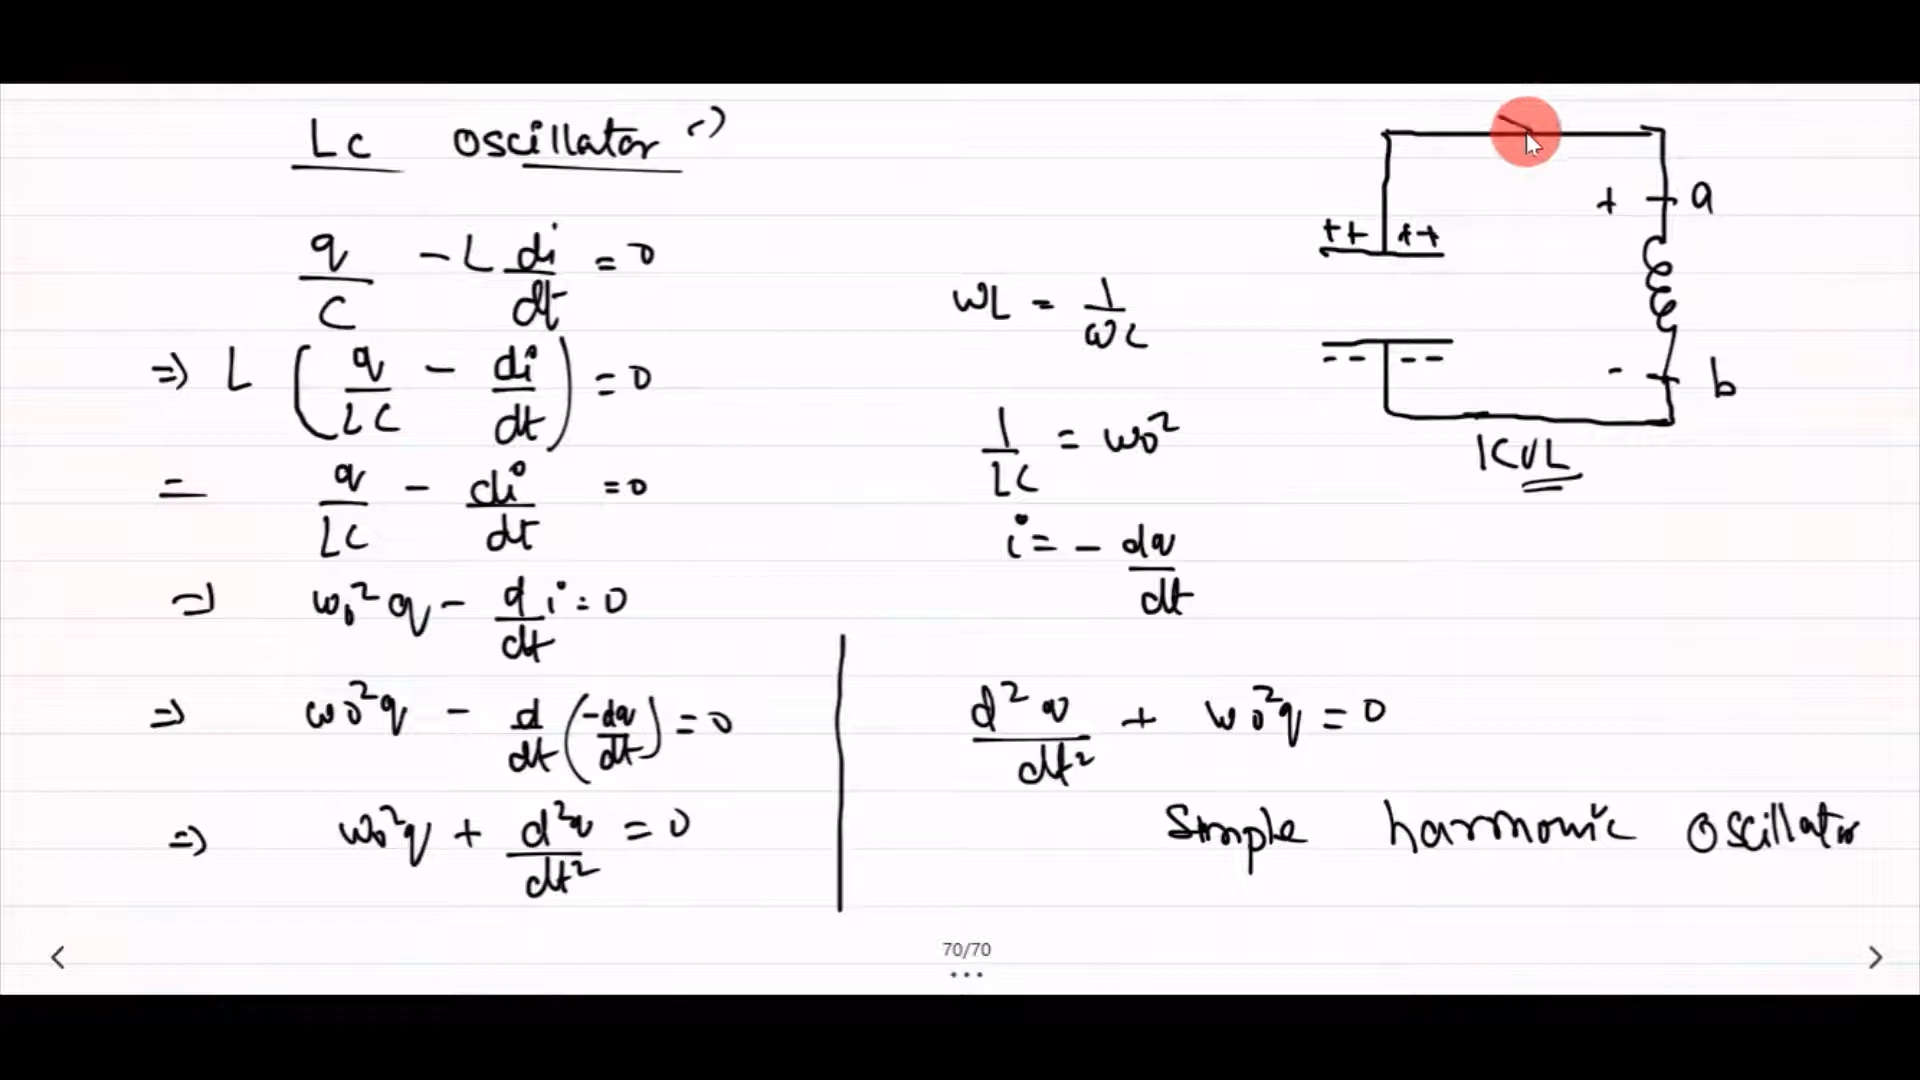 Lc oscillator :)
q/C - L di/dt = 0
=> L (q/LC - di/dt) = 0
= q/LC - di/dt = 0
=> ω₀²q - d/dt i = 0
=> ω₀²q - d/dt (-dq/dt) = 0
=> ω₀²q + d²q/dt² = 0
ωL = 1/ωC
1/LC = ω₀²
i = - dq/dt
d²q/dt² + ω₀²q = 0
Simple harmonic oscillator
+ a
++ ++
-- --
- b
KVL
70/70